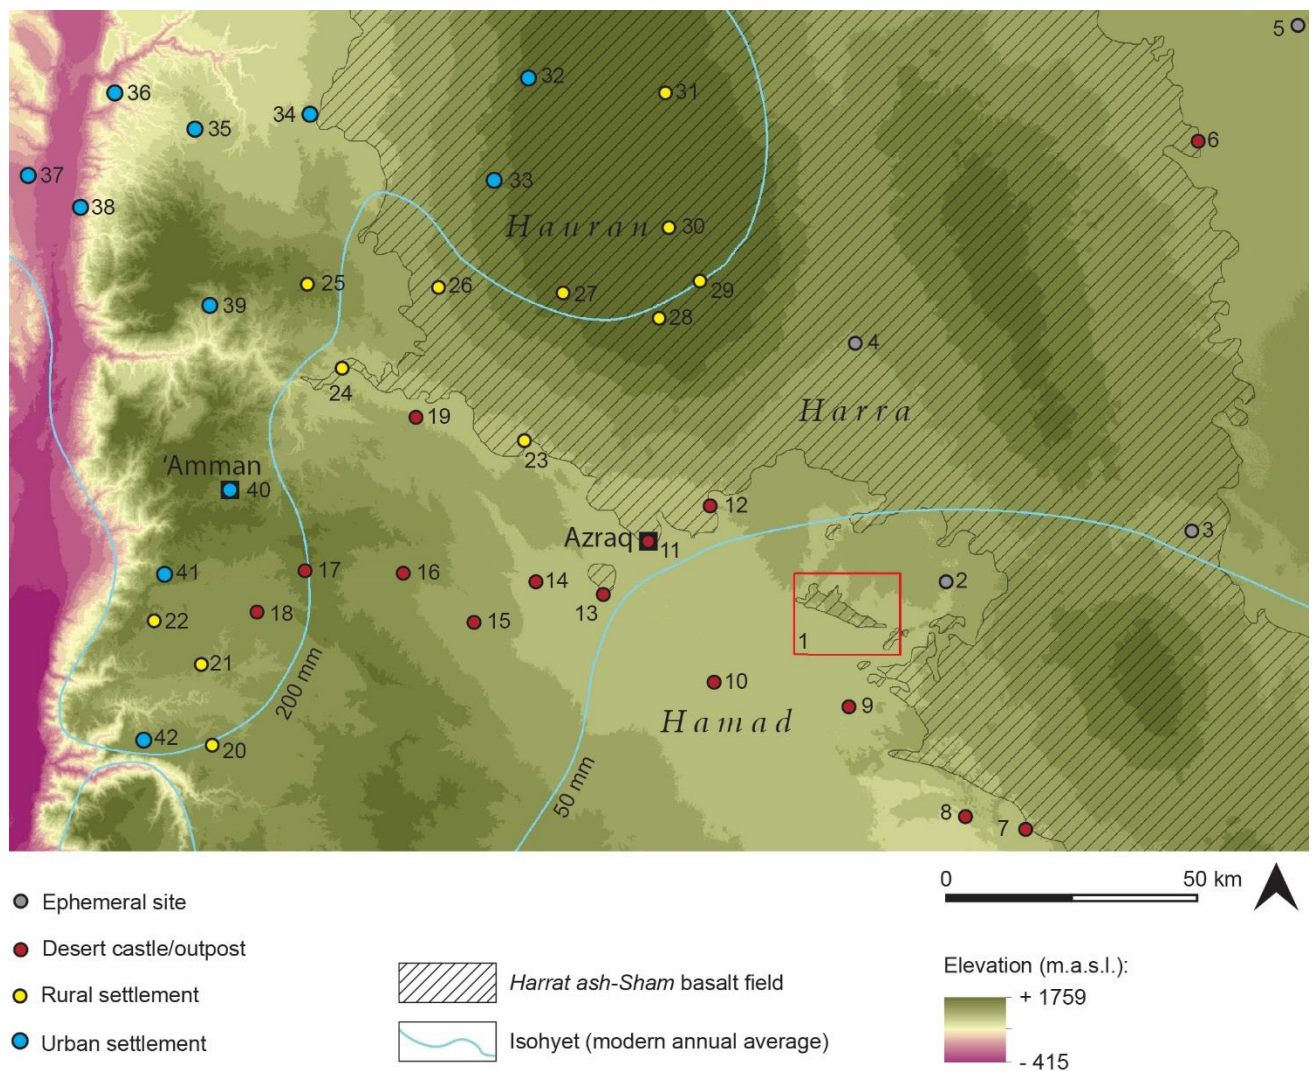 5
36
32
31
34
35
6
37
33
38
Hauran
30
25
26
27
29
39
28
4
24
Harra
19
23
'Amman
40
12
Azraq
11
3
41
17
16
14
2
13
22
18
15
1
21
200 mm
10
9
Hamad
42
20
50 mm
8
7
0 50 km
Ephemeral site
Desert castle/outpost
Rural settlement
Urban settlement
Harrat ash-Sham basalt field
Isohyet (modern annual average)
Elevation (m.a.s.l.):
+ 1759
- 415